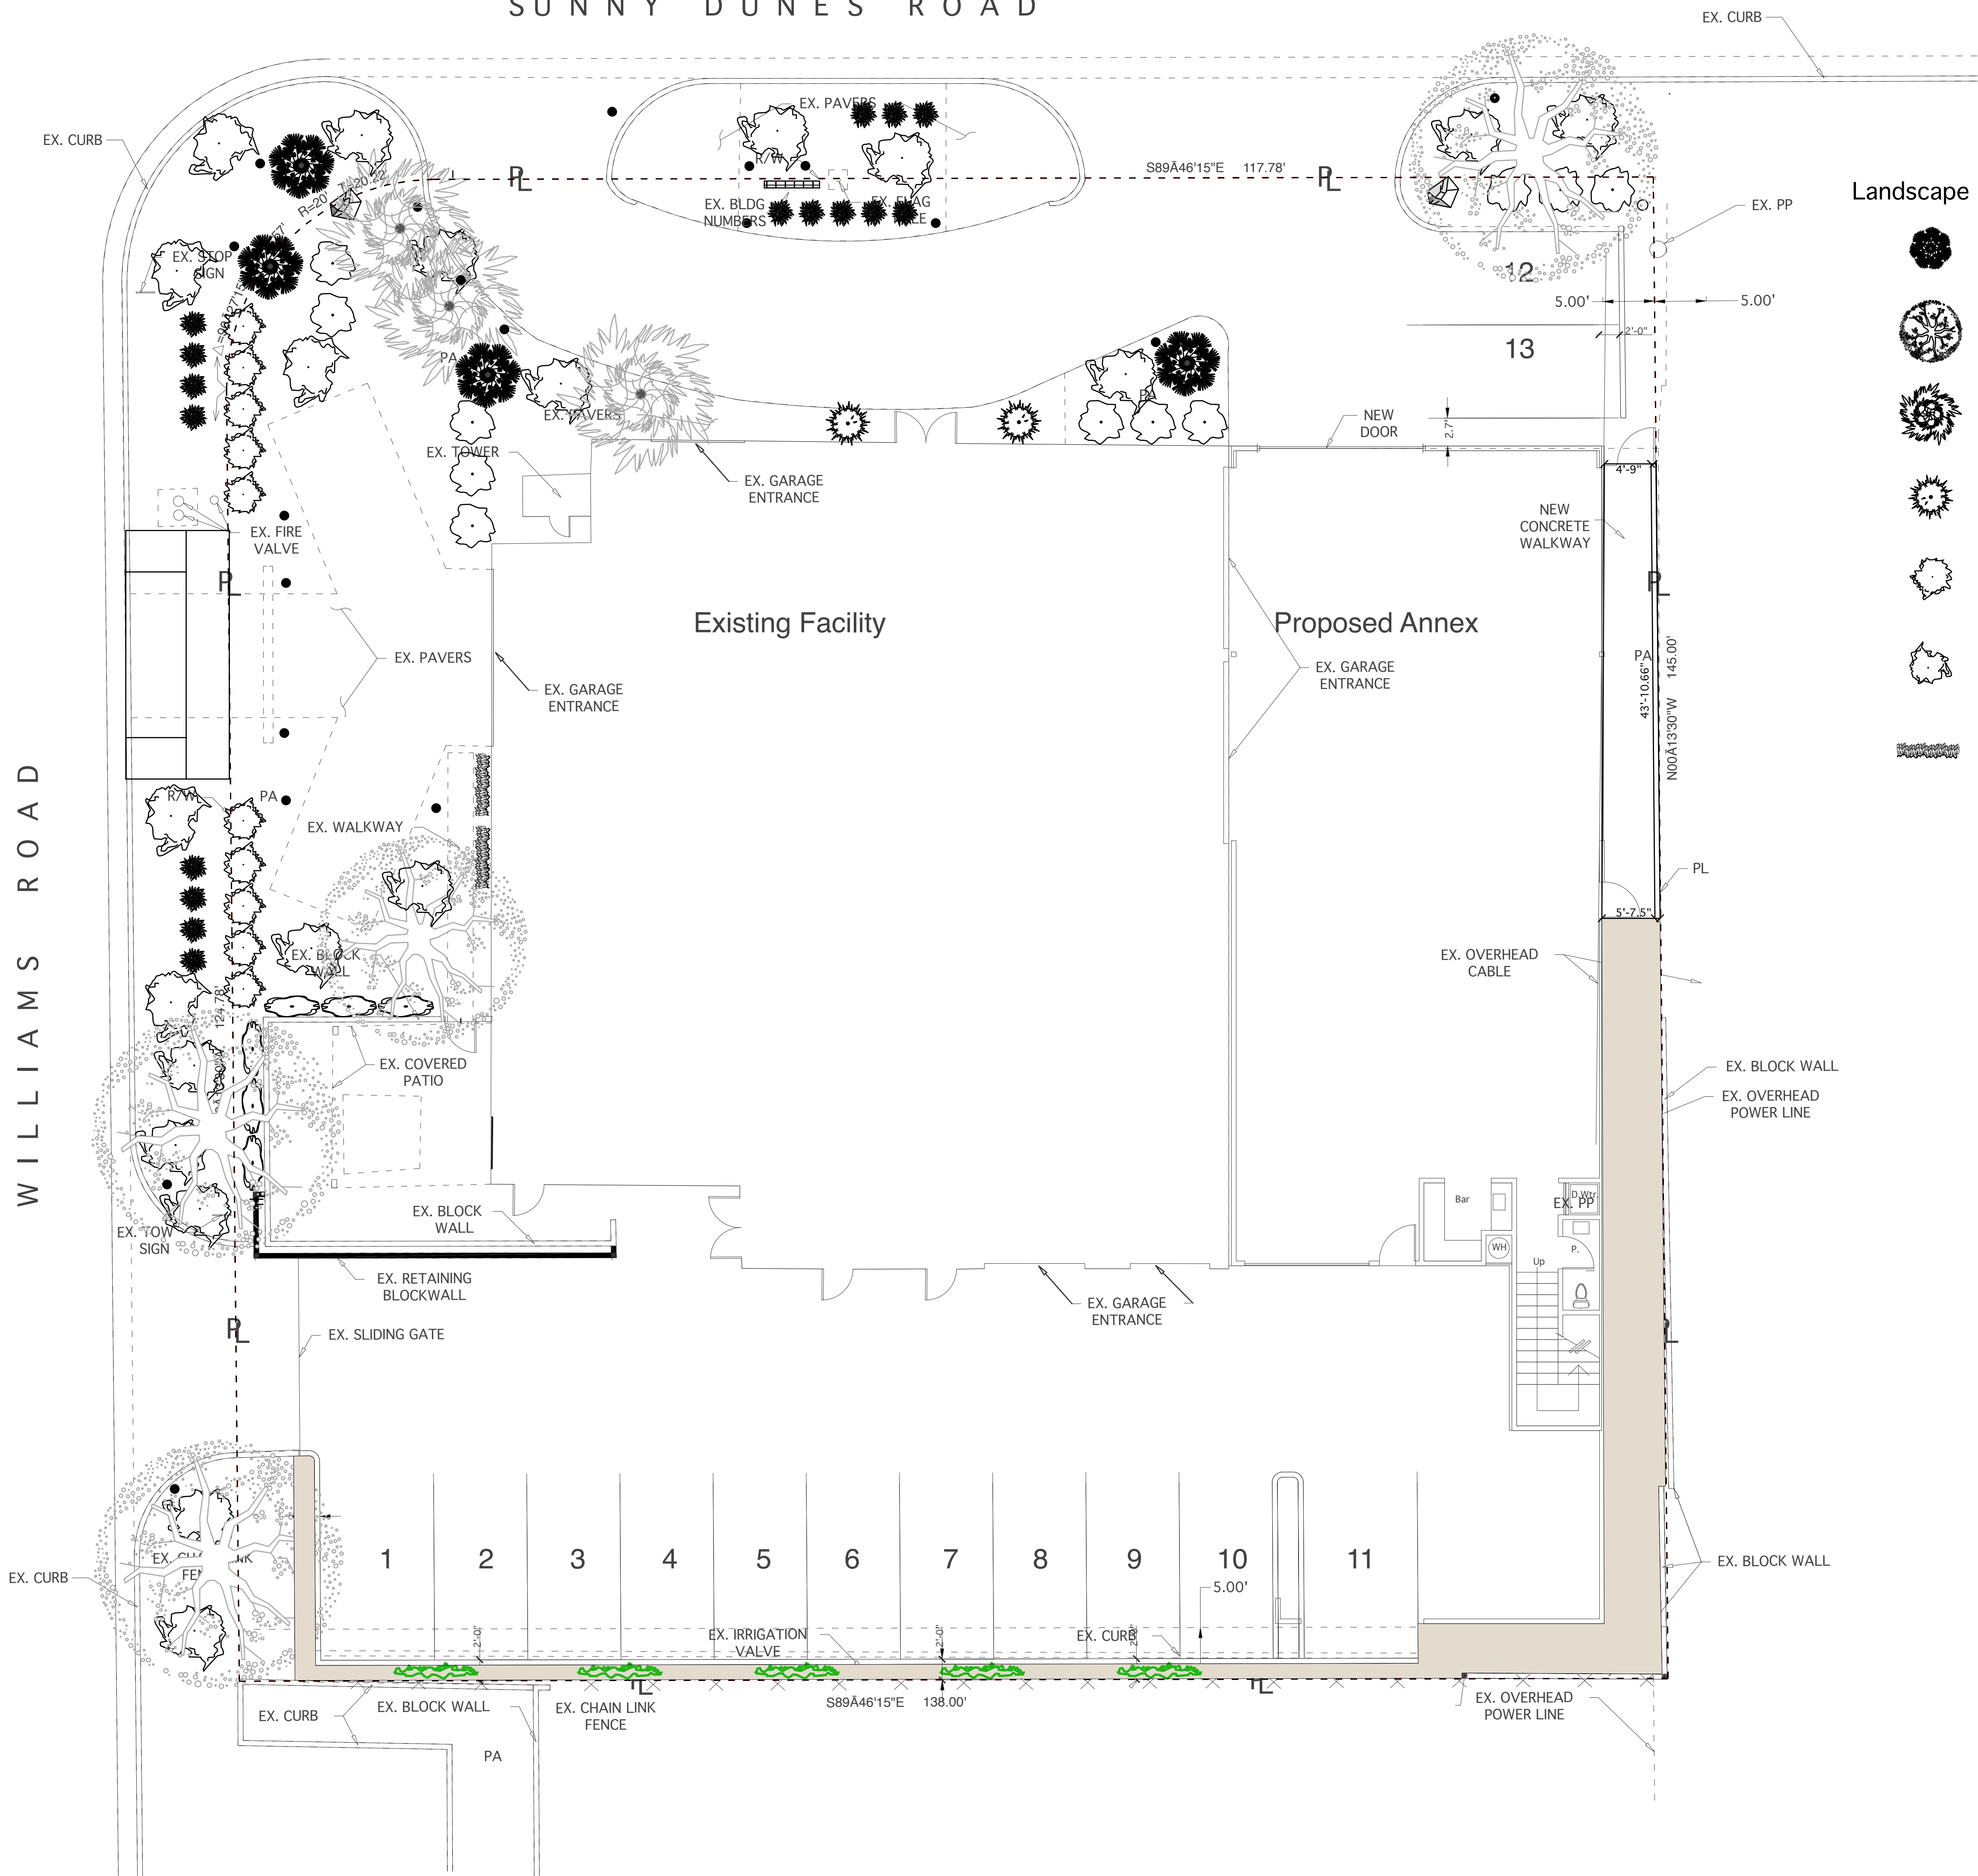 SUNNY DUNES ROAD
EX. CURB
EX. CURB
EX. PAVERS
R/W
PL
S89Â46'15"E 117.78'
PL
Landscape
EX. BLDG
NUMBERS
EX. PP
EX. STOP
SIGN
12
5.00'
5.00'
2'-0"
13
PA
PA
EX. PAVERS
NEW
DOOR
2.7'
EX. TOWER
EX. GARAGE
ENTRANCE
4'-9"
NEW
CONCRETE
WALKWAY
EX. FIRE
VALVE
PL
PL
Existing Facility
Proposed Annex
EX. PAVERS
EX. GARAGE
ENTRANCE
EX. GARAGE
ENTRANCE
PA
43'-10.66"
N00Â13'30"W 145.00'
WILLIAMS ROAD
R/W
PA
EX. WALKWAY
PL
5'-7.5"
EX. BLOCK
WALL
EX. OVERHEAD
CABLE
124.78'
EX. COVERED
PATIO
EX. BLOCK WALL
EX. OVERHEAD
POWER LINE
Bar
D.Wtr.
EX. PP
EX. BLOCK
WALL
EX. TOW
SIGN
WH
P.
Up
EX. RETAINING
BLOCKWALL
EX. GARAGE
ENTRANCE
PL
EX. SLIDING GATE
PL
1
2
3
4
5
6
7
8
9
10
11
EX. CURB
EX. BLOCK WALL
5.00'
2'-0"
EX. IRRIGATION
VALVE
2'-0"
EX. CURB
EX. BLOCK WALL
EX. CURB
EX. CHAIN LINK
FENCE
S89Â46'15"E 138.00'
EX. OVERHEAD
POWER LINE
PA